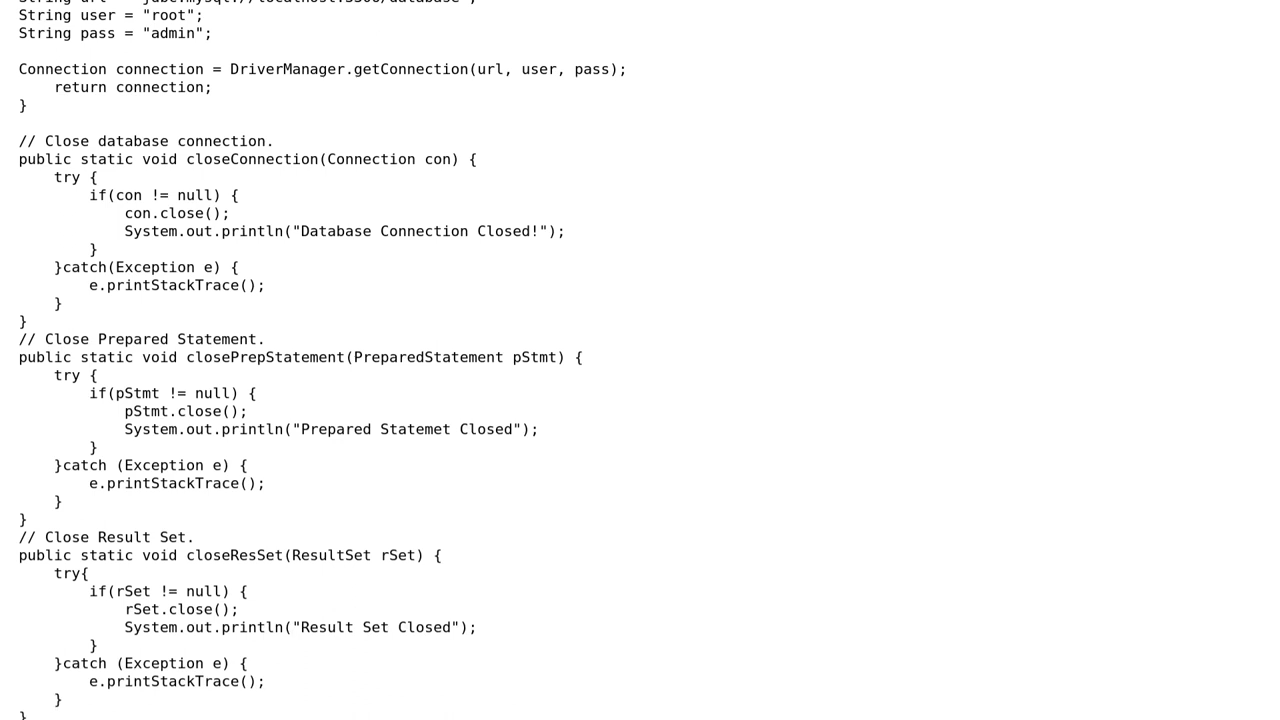 String user = "root";
String pass = "admin";

Connection connection = DriverManager.getConnection(url, user, pass);
    return connection;
}

// Close database connection.
public static void closeConnection(Connection con) {
    try {
        if(con != null) {
            con.close();
            System.out.println("Database Connection Closed!");
        }
    }catch(Exception e) {
        e.printStackTrace();
    }
}
// Close Prepared Statement.
public static void closePrepStatement(PreparedStatement pStmt) {
    try {
        if(pStmt != null) {
            pStmt.close();
            System.out.println("Prepared Statemet Closed");
        }
    }catch (Exception e) {
        e.printStackTrace();
    }
}
// Close Result Set.
public static void closeResSet(ResultSet rSet) {
    try{
        if(rSet != null) {
            rSet.close();
            System.out.println("Result Set Closed");
        }
    }catch (Exception e) {
        e.printStackTrace();
    }
}